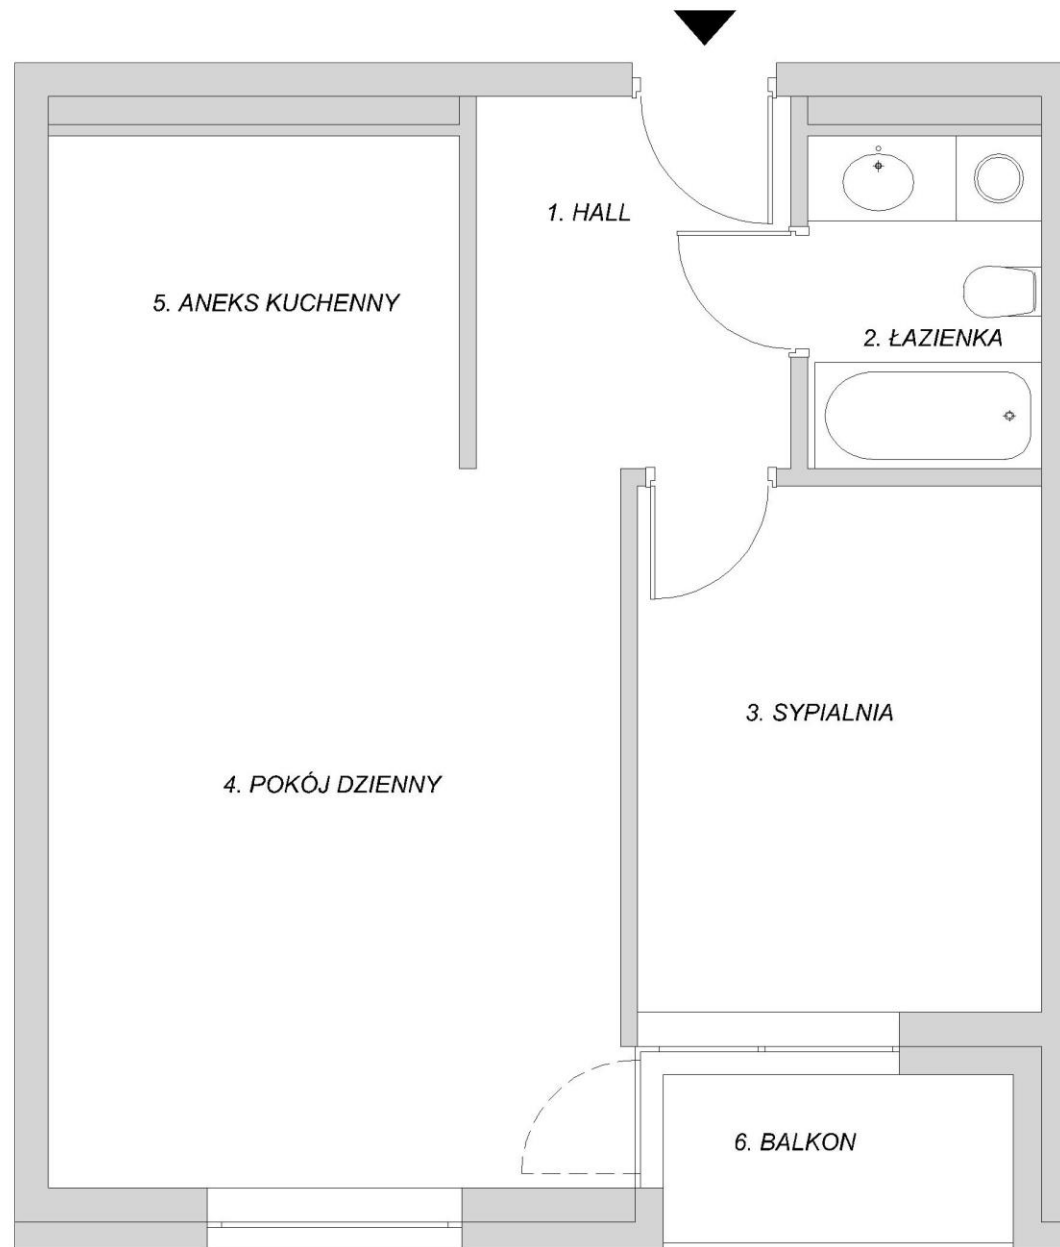 1. HALL
5. ANEKS KUCHENNY
2. ŁAZIENKA
3. SYPIALNIA
4. POKÓJ DZIENNY
6. BALKON